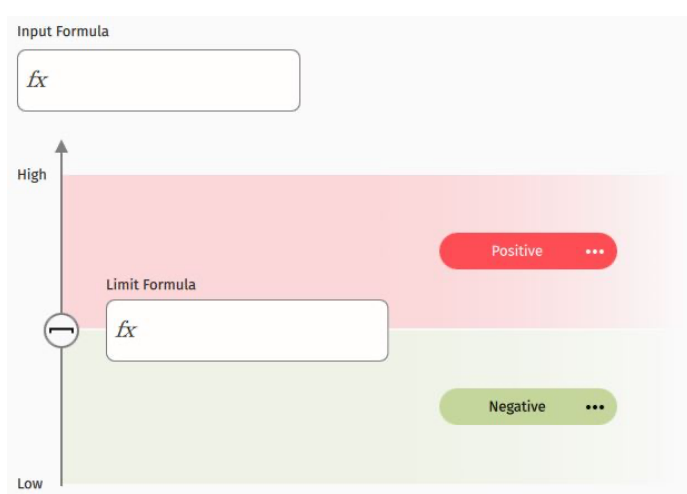 Input Formula
fx
High
Positive •••
Limit Formula
fx
Negative •••
Low